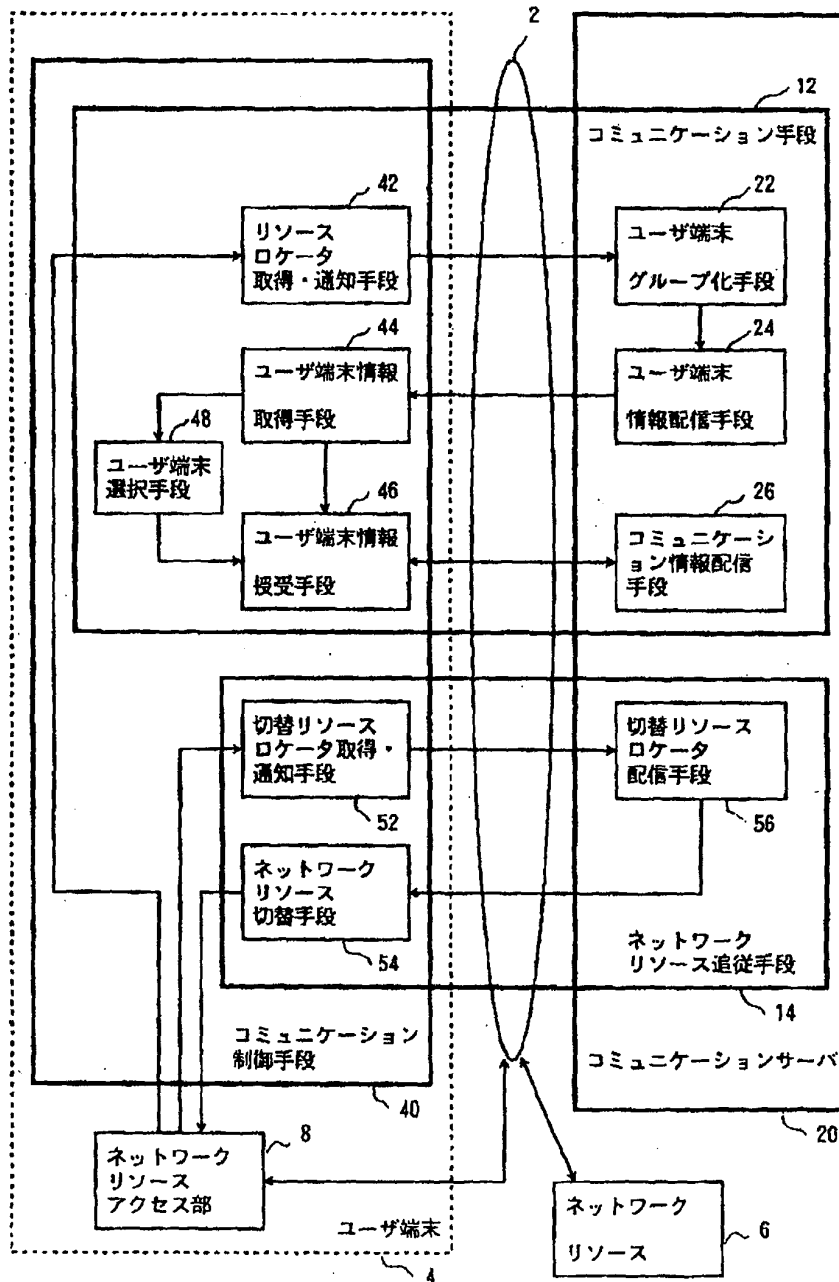 2
12
コミュニケーション手段
42
リソース
ロケータ
取得・通知手段
22
ユーザ端末
グループ化手段
44
ユーザ端末情報
取得手段
24
ユーザ端末
情報配信手段
48
ユーザ端末
選択手段
46
ユーザ端末情報
授受手段
26
コミュニケーシ
ョン情報配信
手段
切替リソース
ロケータ取得・
通知手段
52
切替リソース
ロケータ
配信手段
56
ネットワーク
リソース
切替手段
54
ネットワーク
リソース追従手段
14
コミュニケーション
制御手段
40
コミュニケーションサーバ
20
8
ネットワーク
リソース
アクセス部
ユーザ端末
4
ネットワーク
リソース
6